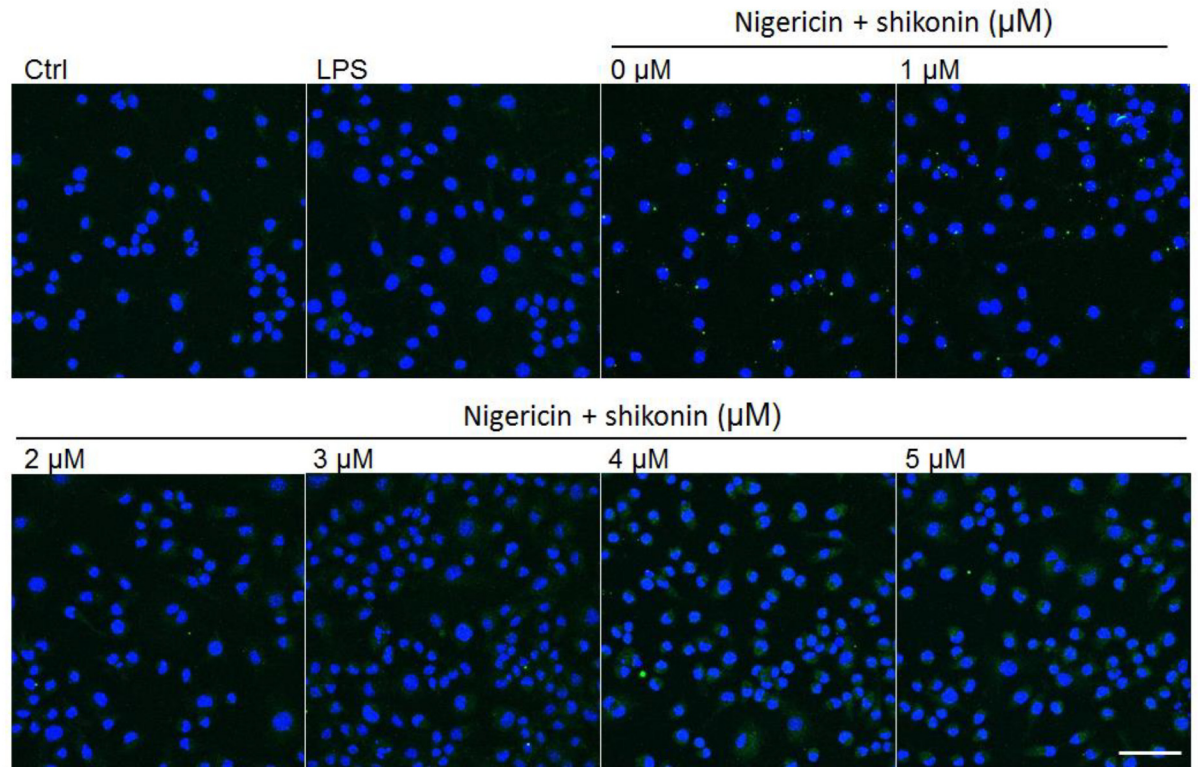 Nigericin + shikonin (μM)
Ctrl LPS 0 μM 1 μM
Nigericin + shikonin (μM)
2 μM 3 μM 4 μM 5 μM